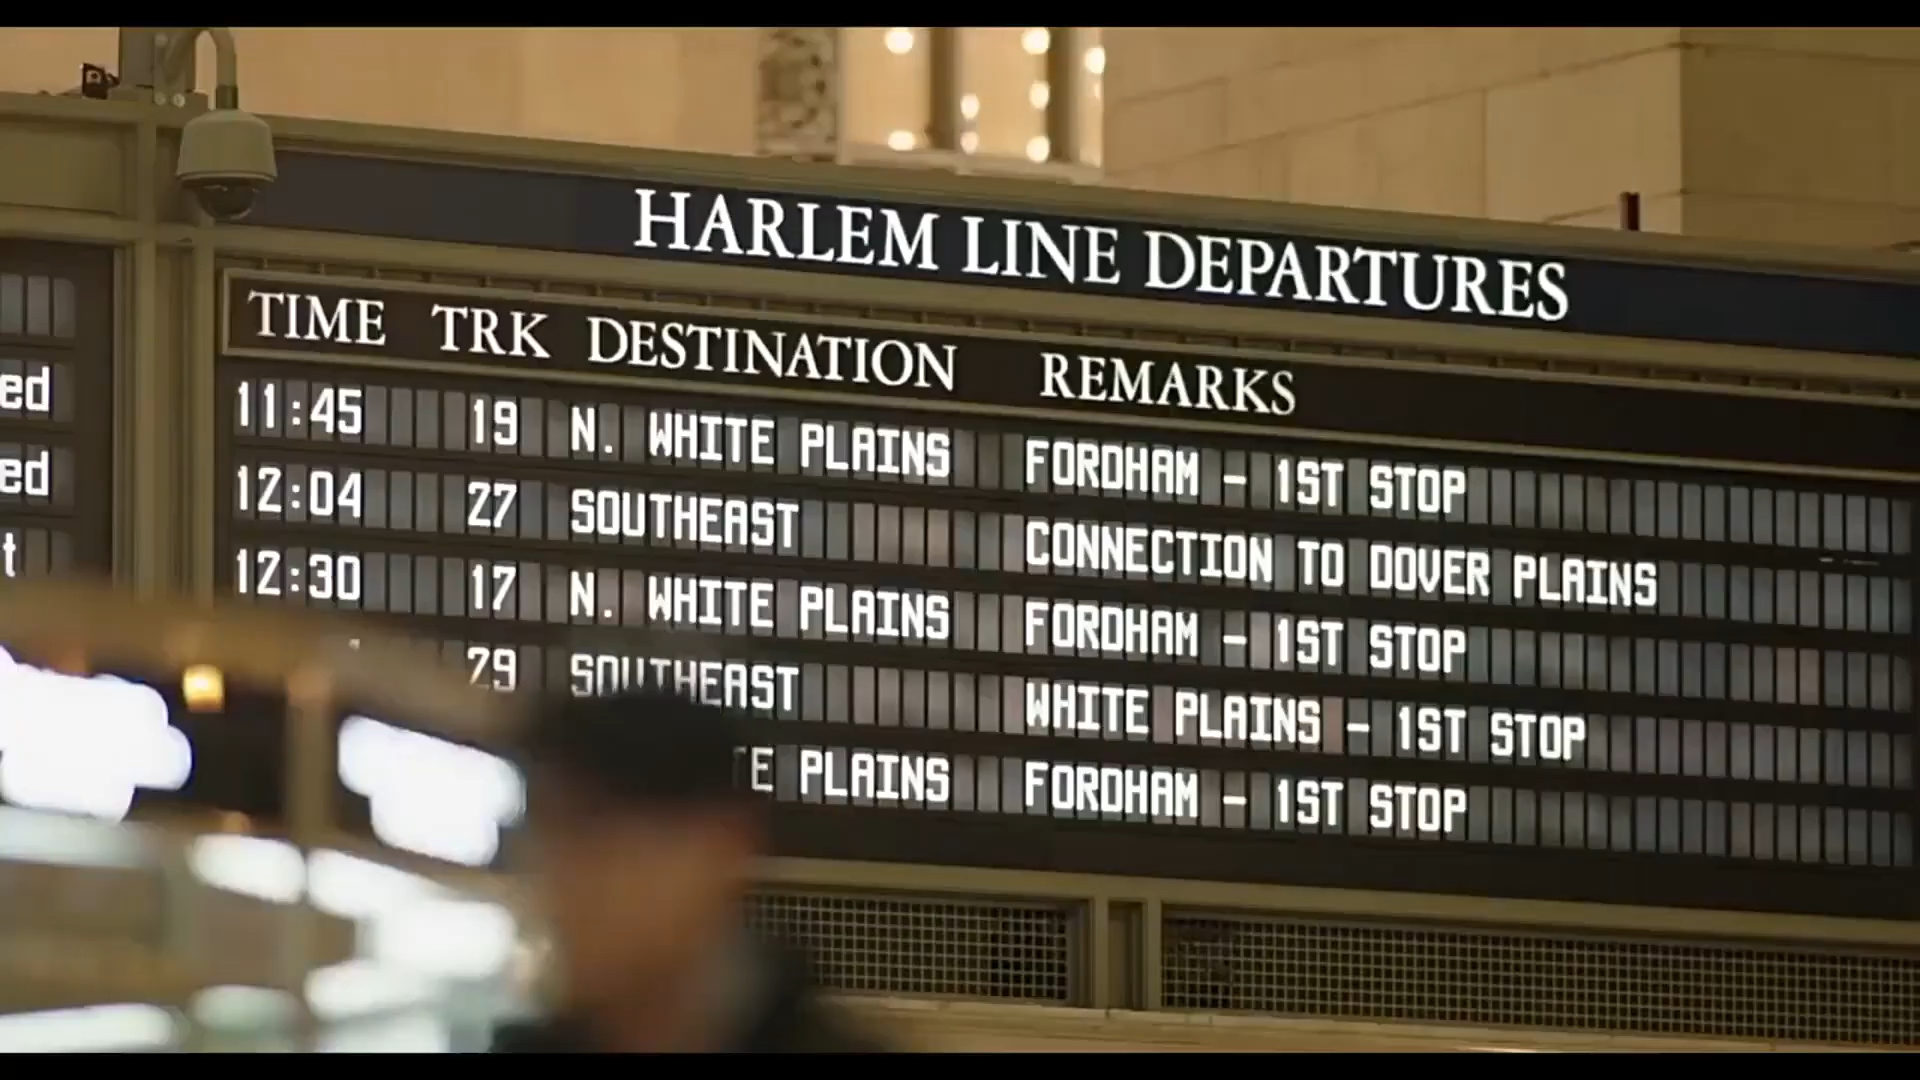 HARLEM LINE DEPARTURES
TIME TRK DESTINATION REMARKS
11:45 19 N. WHITE PLAINS FORDHAM - 1ST STOP
12:04 27 SOUTHEAST CONNECTION TO DOVER PLAINS
12:30 17 N. WHITE PLAINS FORDHAM - 1ST STOP
29 SOUTHEAST WHITE PLAINS - 1ST STOP
PLAINS FORDHAM - 1ST STOP